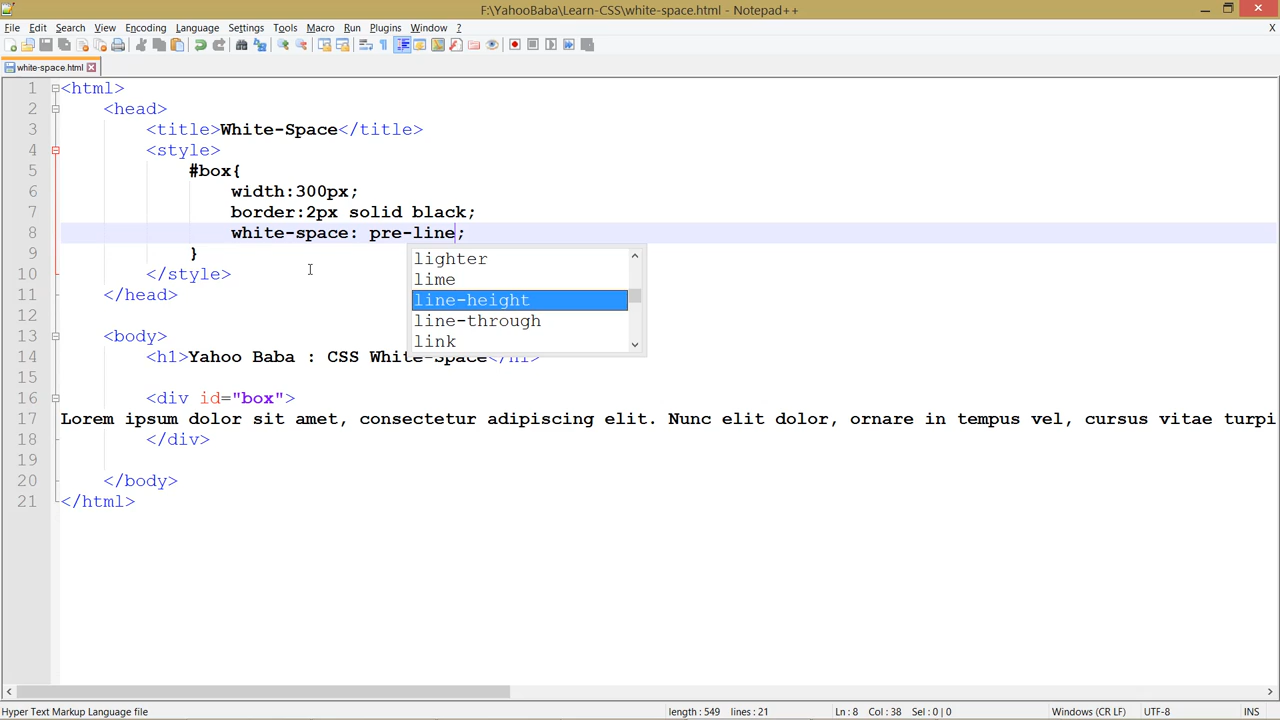 F:\YahooBaba\Learn-CSS\white-space.html - Notepad++
File Edit Search View Encoding Language Settings Tools Macro Run Plugins Window ? X
white-space.html
1 <html>
2 <head>
3 <title>White-Space</title>
4 <style>
5 #box{
6 width:300px;
7 border:2px solid black;
8 white-space: pre-line;
9 }
lighter
10 </style>
lime
11 </head>
line-height
12
line-through
13 <body>
link
14 <h1>Yahoo Baba : CSS White-Space</h1>
15
16 <div id="box">
17 Lorem ipsum dolor sit amet, consectetur adipiscing elit. Nunc elit dolor, ornare in tempus vel, cursus vitae turpi
18 </div>
19
20 </body>
21 </html>
Hyper Text Markup Language file length : 549 lines : 21 Ln : 8 Col : 38 Sel : 0 | 0 Windows (CR LF) UTF-8 INS